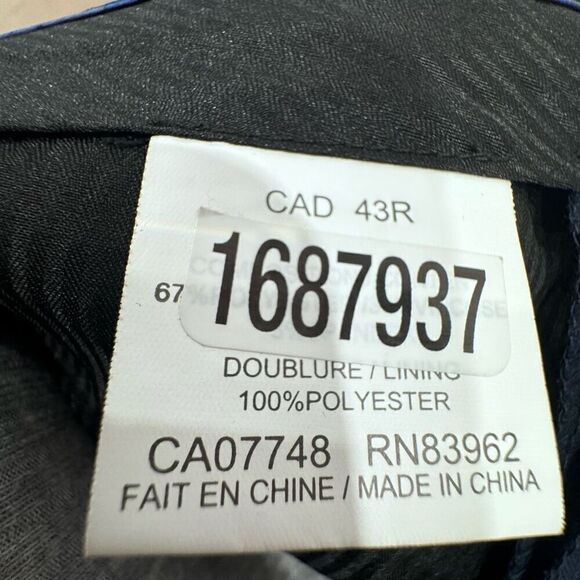 CAD 43R
1687937
67
DOUBLURE / LINING
100%POLYESTER
CA07748 RN83962
FAIT EN CHINE / MADE IN CHINA